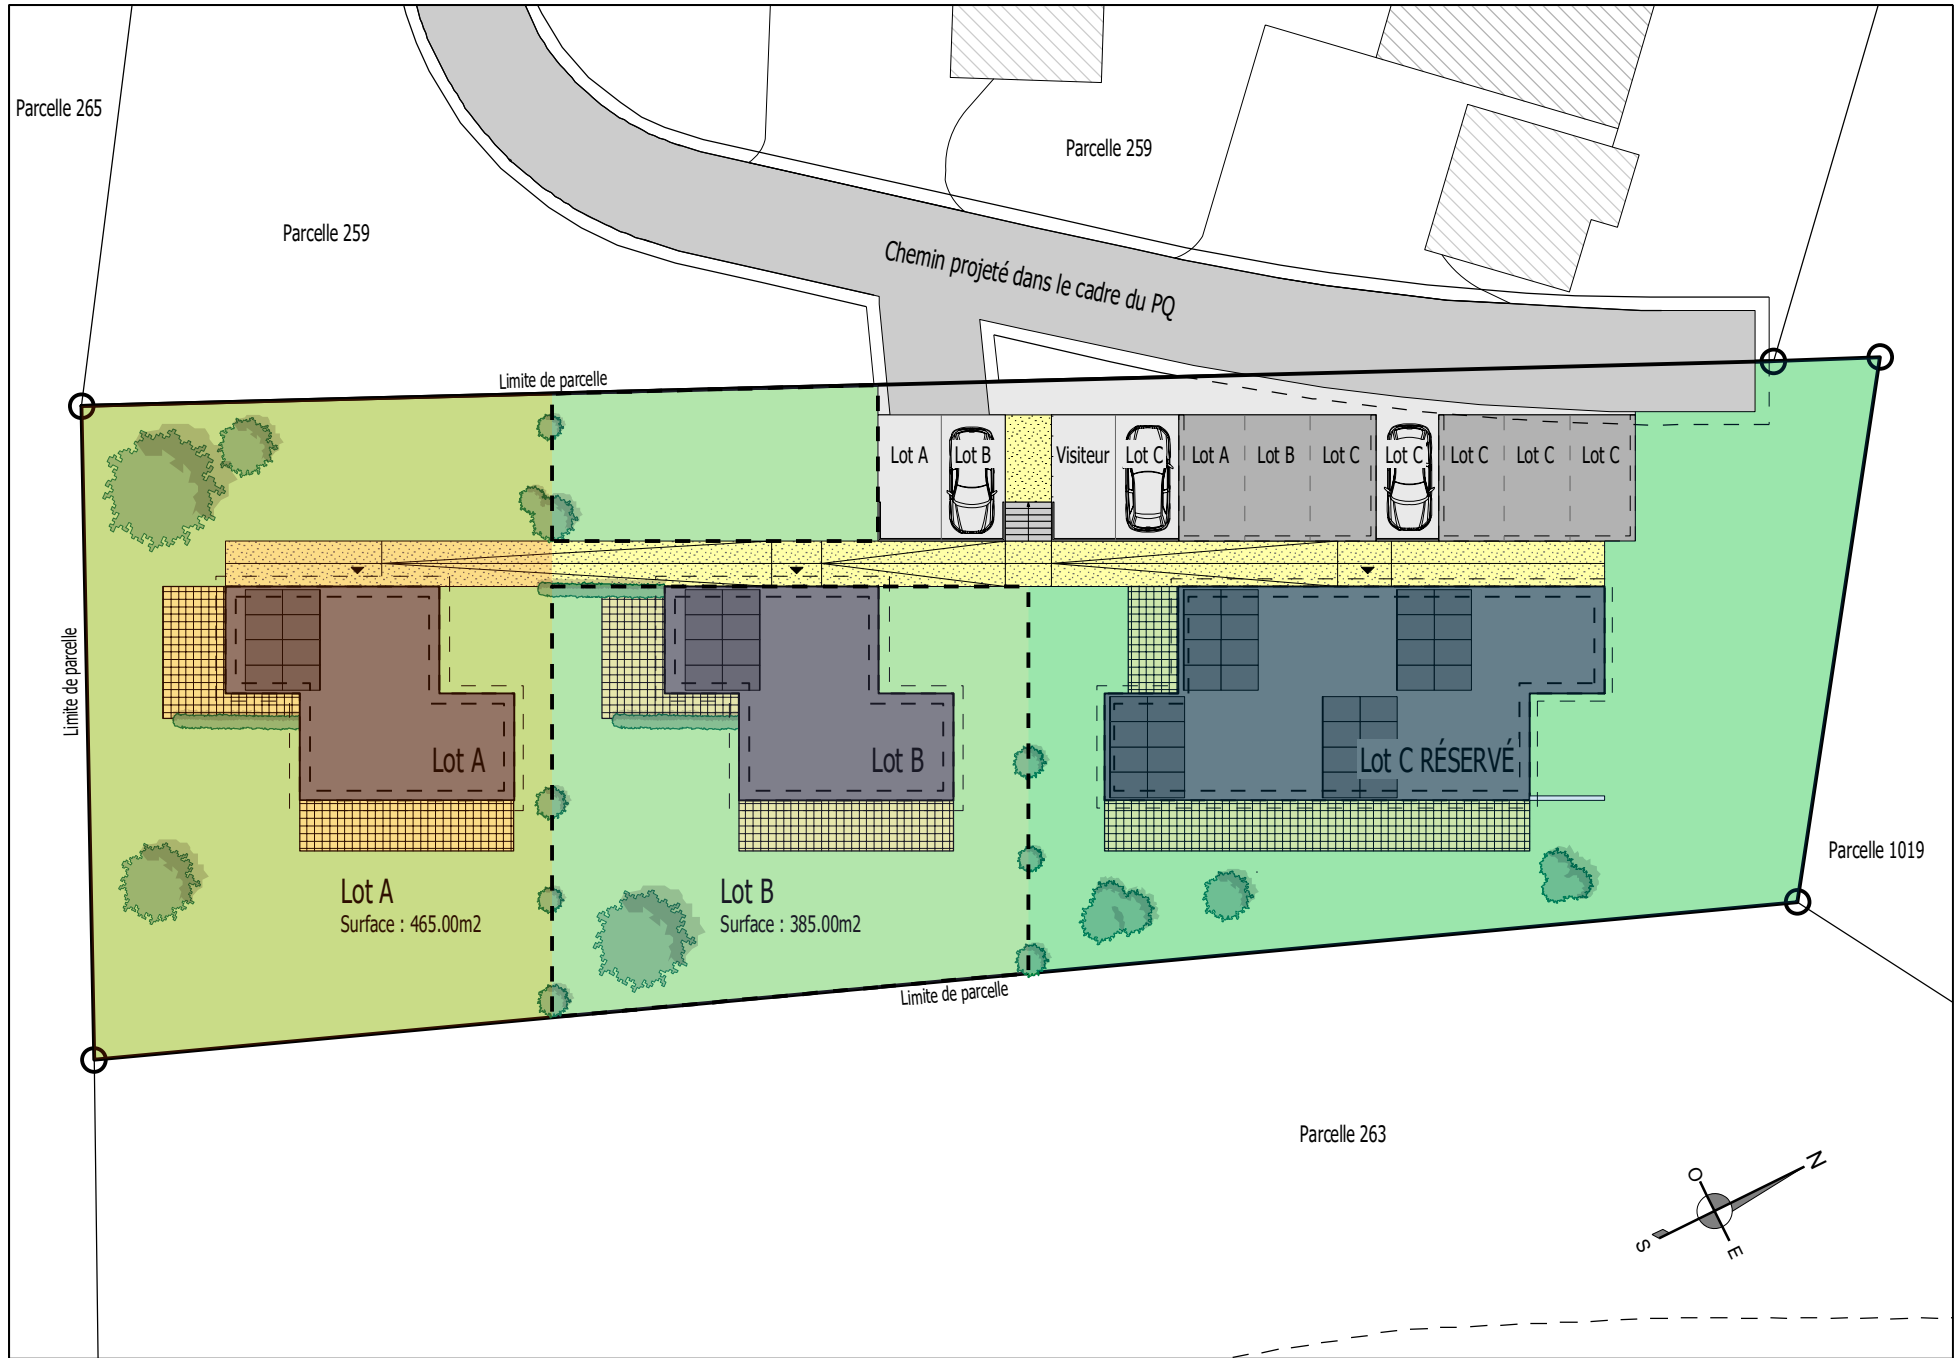 Parcelle 265
Parcelle 259
Parcelle 259
Chemin projeté dans le cadre du PQ
Limite de parcelle
Lot A
Lot B
Visiteur
Lot C
Lot A
Lot B
Lot C
Lot C
Lot C
Lot C
Lot C
Limite de parcelle
Lot A
Lot B
Lot C RÉSERVÉ
Parcelle 1019
Lot A
Surface : 465.00m2
Lot B
Surface : 385.00m2
Limite de parcelle
Parcelle 263
N
O
S
E